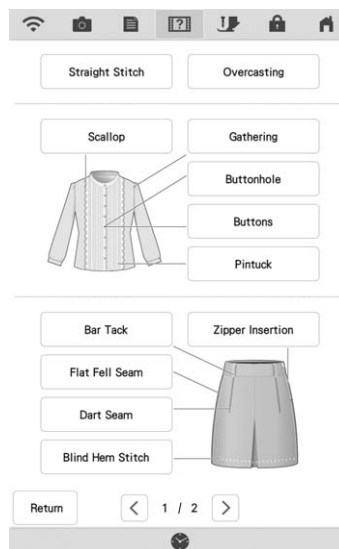 Straight Stitch
Overcasting
Scallop
Gathering
Buttonhole
Buttons
Pintuck
Bar Tack
Zipper Insertion
Flat Fell Seam
Dart Seam
Blind Hem Stitch
Return
1 / 2